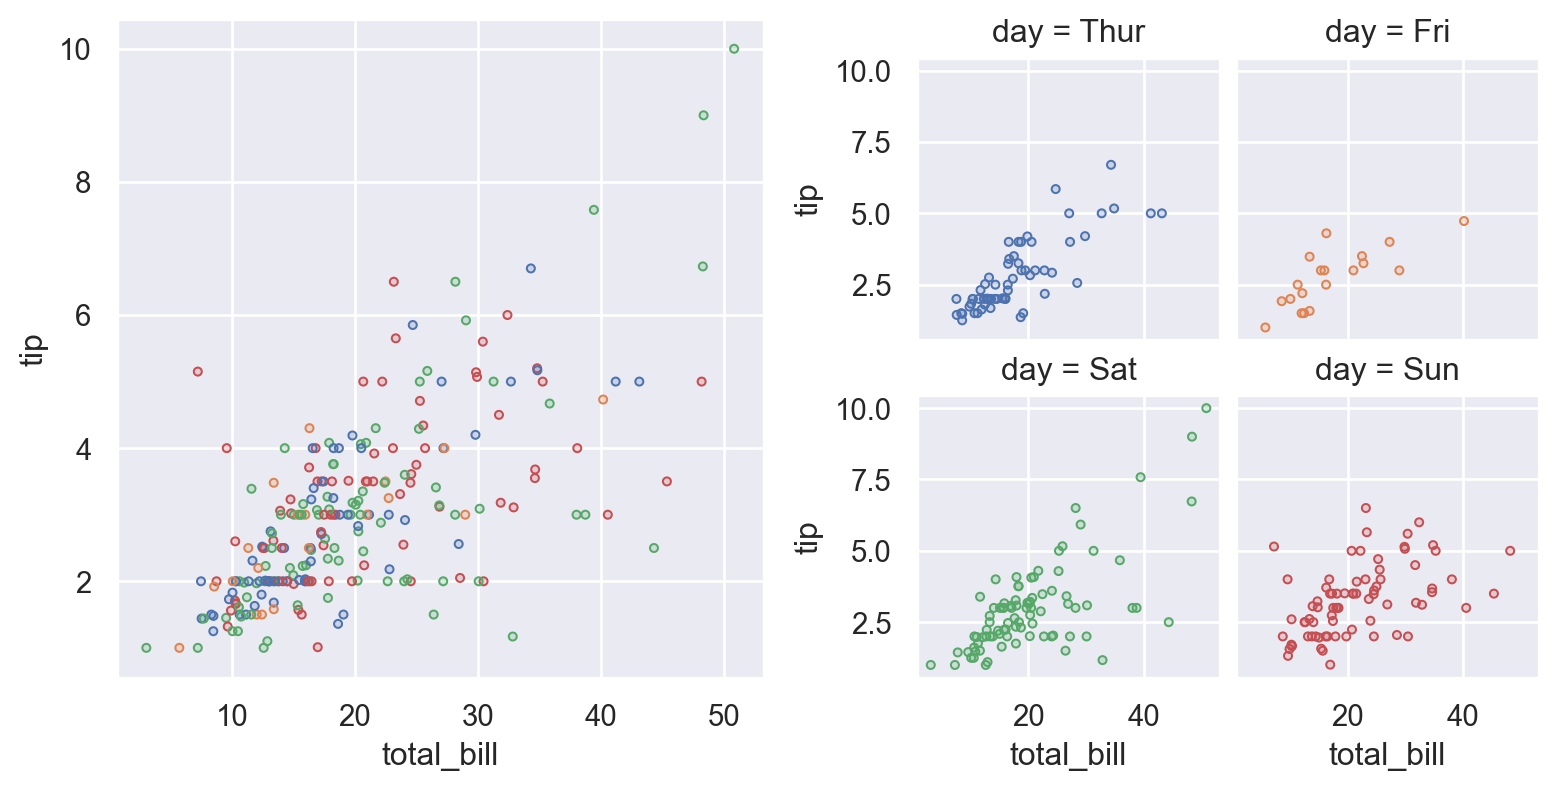 tip
10
8
6
4
2
10
20
30
40
50
total_bill
day = Thur
day = Fri
tip
10.0
7.5
5.0
2.5
day = Sat
day = Sun
tip
10.0
7.5
5.0
2.5
20
40
20
40
total_bill
total_bill